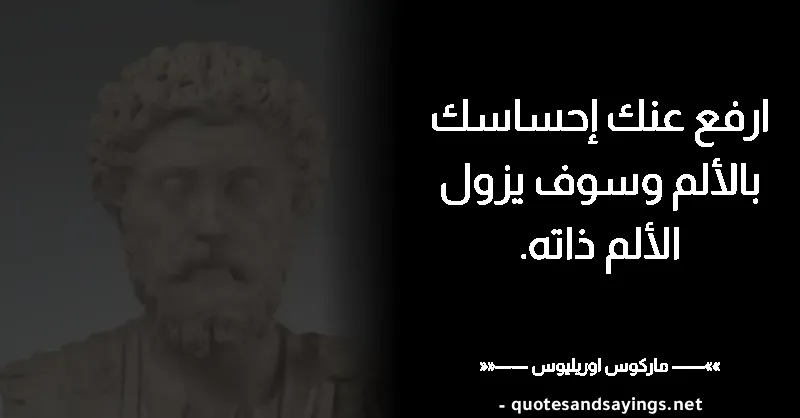 ارفع عنك إحساسك
بالألم وسوف يزول
الألم ذاته.
»»—— ماركوس اوريليوس ——««
- quotesandsayings.net